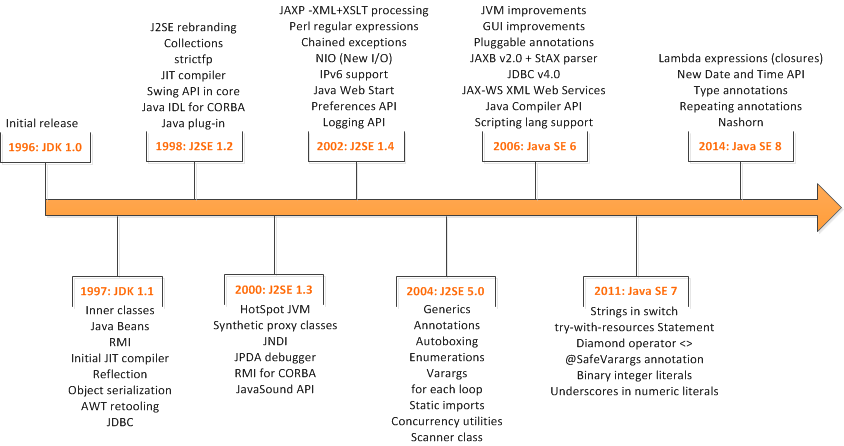 Initial release
1996: JDK 1.0
J2SE rebranding
Collections
strictfp
JIT compiler
Swing API in core
Java IDL for CORBA
Java plug-in
1998: J2SE 1.2
JAXP -XML+XSLT processing
Perl regular expressions
Chained exceptions
NIO (New I/O)
IPv6 support
Java Web Start
Preferences API
Logging API
2002: J2SE 1.4
JVM improvements
GUI improvements
Pluggable annotations
JAXB v2.0 + StAX parser
JDBC v4.0
JAX-WS XML Web Services
Java Compiler API
Scripting lang support
2006: Java SE 6
Lambda expressions (closures)
New Date and Time API
Type annotations
Repeating annotations
Nashorn
2014: Java SE 8
1997: JDK 1.1
Inner classes
Java Beans
RMI
Initial JIT compiler
Reflection
Object serialization
AWT retooling
JDBC
2000: J2SE 1.3
HotSpot JVM
Synthetic proxy classes
JNDI
JPDA debugger
RMI for CORBA
JavaSound API
2004: J2SE 5.0
Generics
Annotations
Autoboxing
Enumerations
Varargs
for each loop
Static imports
Concurrency utilities
Scanner class
2011: Java SE 7
Strings in switch
try-with-resources Statement
Diamond operator <>
@SafeVarargs annotation
Binary integer literals
Underscores in numeric literals